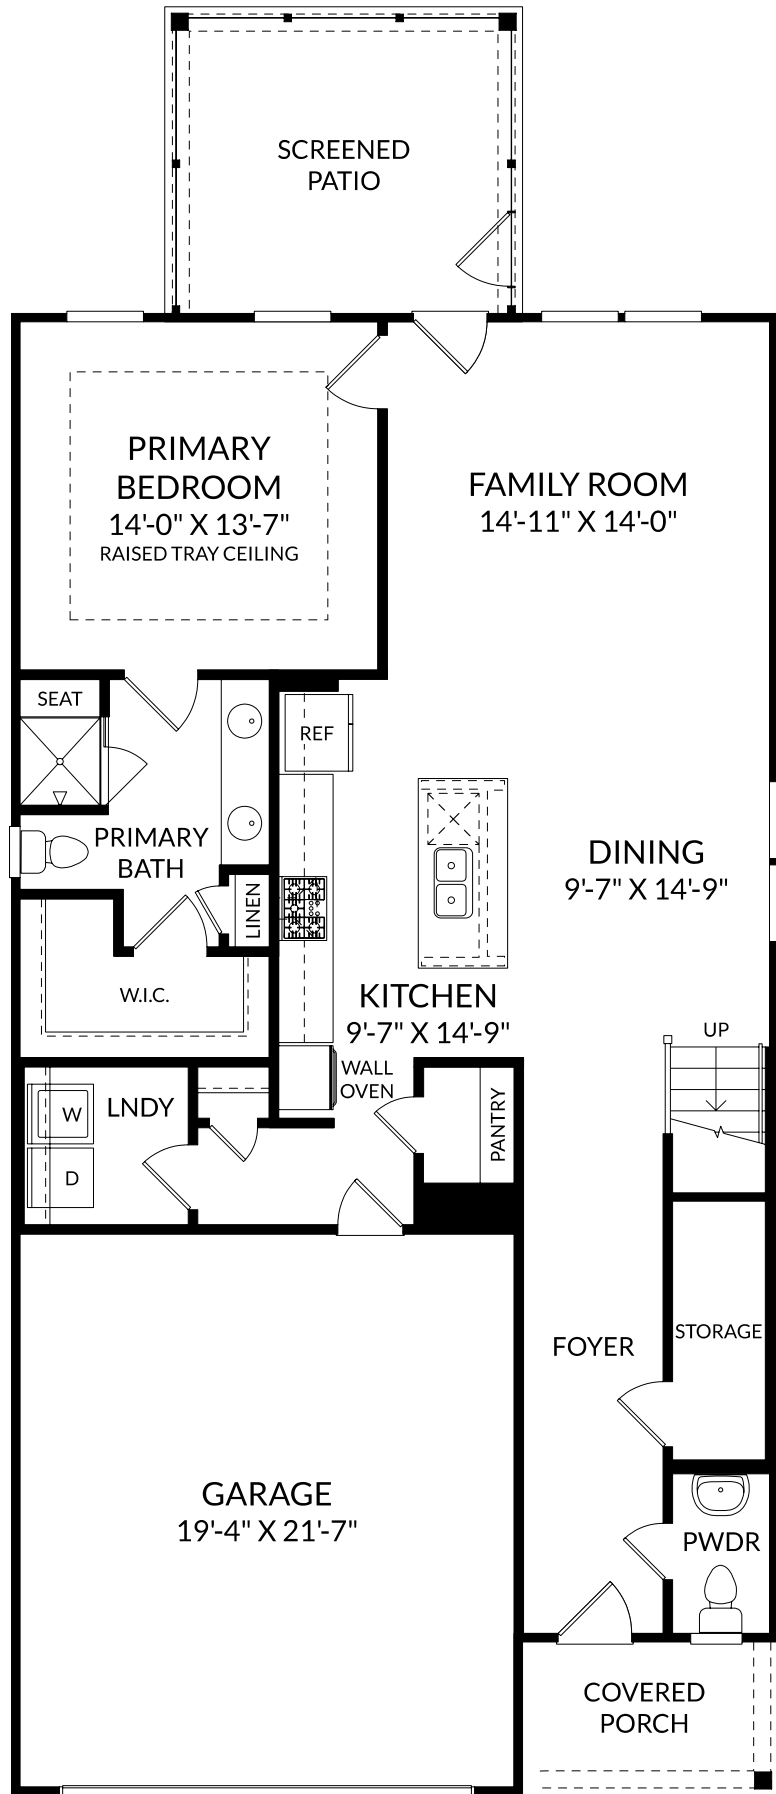 SCREENED
PATIO
PRIMARY
BEDROOM
14'-0" X 13'-7"
RAISED TRAY CEILING
FAMILY ROOM
14'-11" X 14'-0"
SEAT
REF
PRIMARY
BATH
LINEN
DINING
9'-7" X 14'-9"
W.I.C.
KITCHEN
9'-7" X 14'-9"
UP
WALL
OVEN
W
LNDY
PANTRY
D
FOYER
STORAGE
GARAGE
19'-4" X 21'-7"
PWDR
COVERED
PORCH